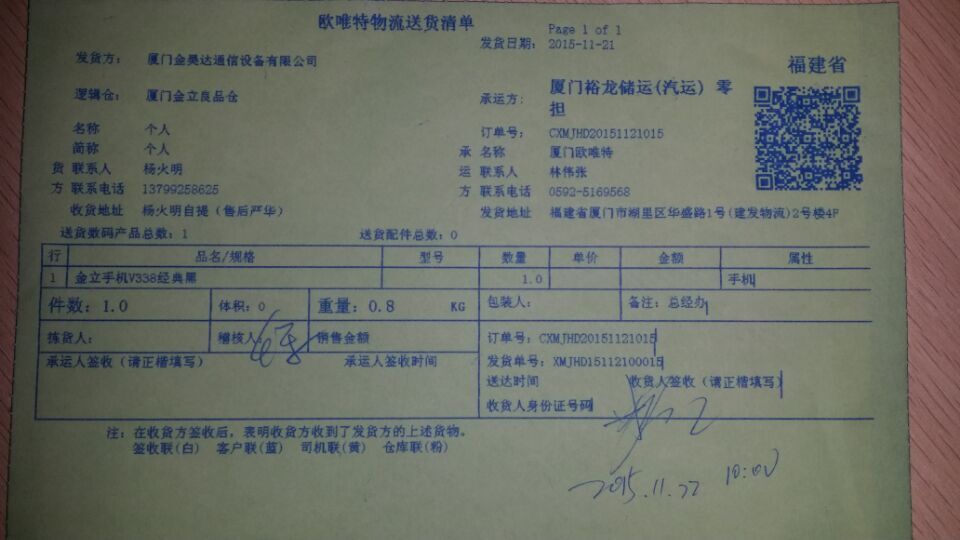 欧唯特物流送货清单
Page 1 of 1
发货日期: 2015-11-21
发货方: 厦门金昊达通信设备有限公司
福建省
逻辑仓: 厦门金立良品仓
承运方: 厦门裕龙储运(汽运) 零担
名称 个人
订单号: CXMJHD20151121015
简称 个人
承 名称 厦门欧唯特
货 联系人 杨火明
运 联系人 林伟张
方 联系电话 13799258625
方 联系电话 0592-5169568
收货地址 杨火明自提(售后严华)
发货地址 福建省厦门市湖里区华盛路1号(建发物流)2号楼4F
送货数码产品总数: 1 送货配件总数: 0
行 品名/规格 型号 数量 单价 金额 属性
1 金立手机V338经典黑 1.0 手机
件数: 1.0 体积: 0 重量: 0.8 KG 包装人: 备注: 总经办
拣货人: 稽核人: 销售金额 订单号: CXMJHD20151121015
承运人签收(请正楷填写) 承运人签收时间 发货单号: XMJHD15112100015
送达时间 收货人签收(请正楷填写)
收货人身份证号码
注: 在收货方签收后, 表明收货方收到了发货方的上述货物。
签收联(白) 客户联(蓝) 司机联(黄) 仓库联(粉)
2015.11.22 10:00